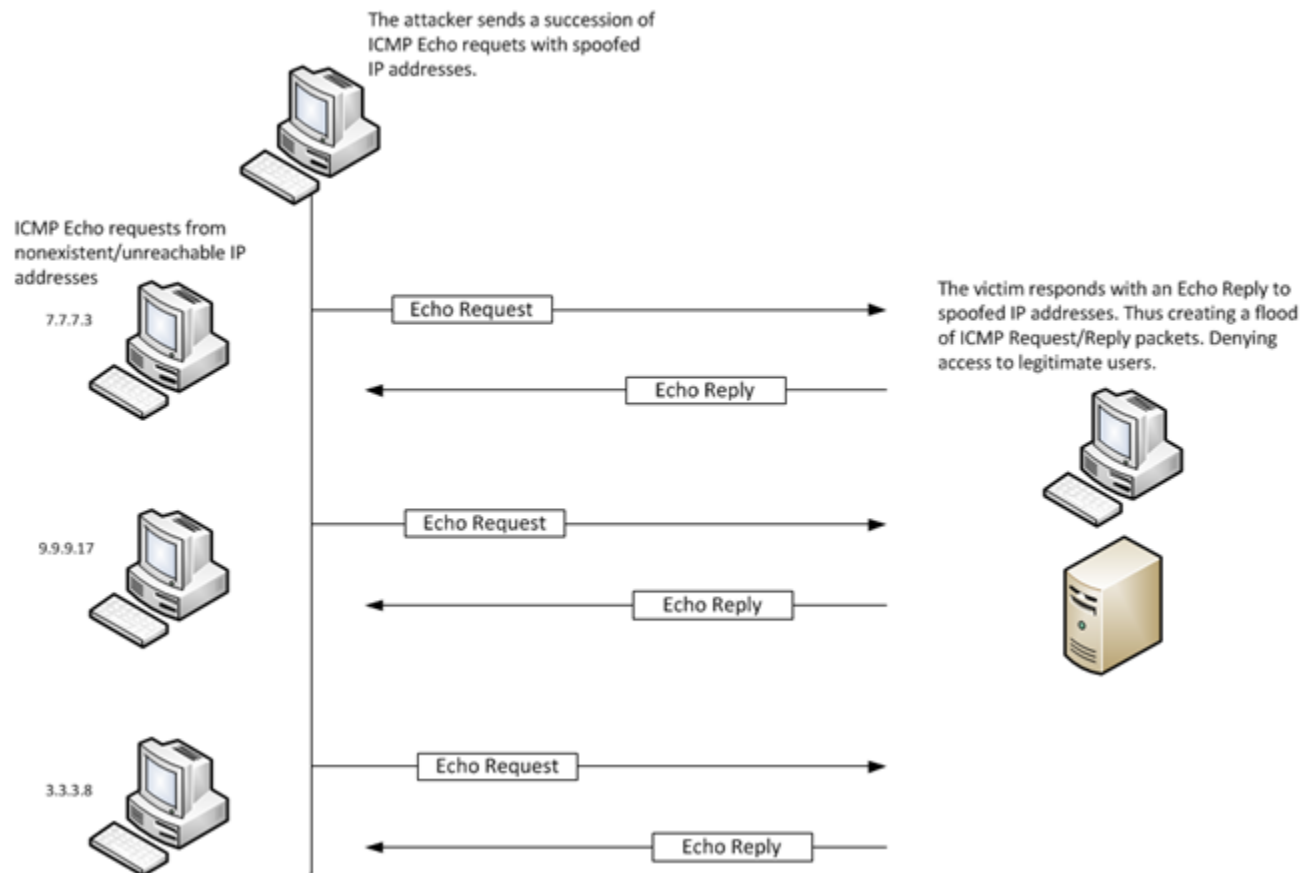 The attacker sends a succession of
ICMP Echo requets with spoofed
IP addresses.
ICMP Echo requests from
nonexistent/unreachable IP
addresses
7.7.7.3
Echo Request
The victim responds with an Echo Reply to
spoofed IP addresses. Thus creating a flood
of ICMP Request/Reply packets. Denying
access to legitimate users.
Echo Reply
9.9.9.17
Echo Request
Echo Reply
3.3.3.8
Echo Request
Echo Reply